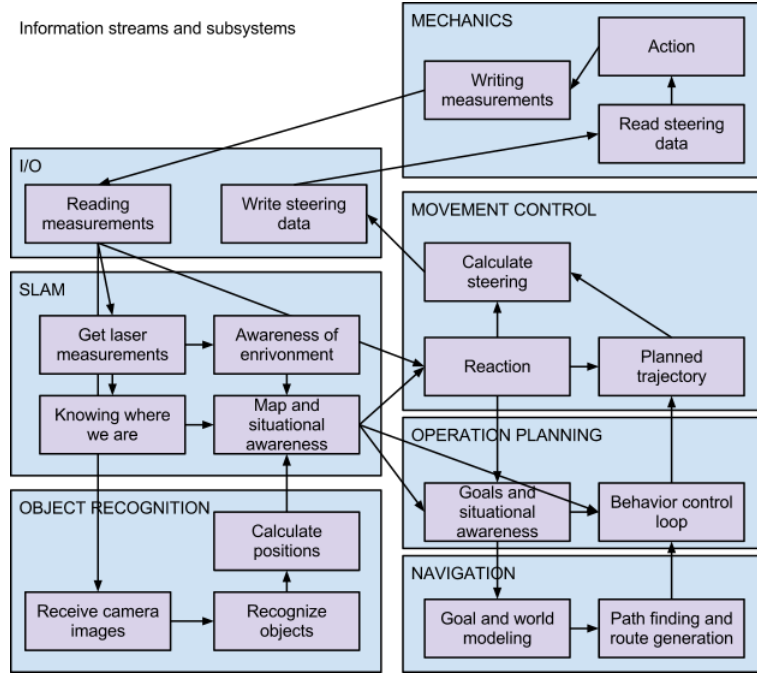 Information streams and subsystems
MECHANICS
Action
Writing
measurements
Read steering
data
I/O
Reading
measurements
Write steering
data
MOVEMENT CONTROL
Calculate
steering
Reaction
Planned
trajectory
SLAM
Get laser
measurements
Awareness of
enrivonment
Knowing where
we are
Map and
situational
awareness
OPERATION PLANNING
Goals and
situational
awareness
Behavior control
loop
OBJECT RECOGNITION
Calculate
positions
Receive camera
images
Recognize
objects
NAVIGATION
Goal and world
modeling
Path finding and
route generation